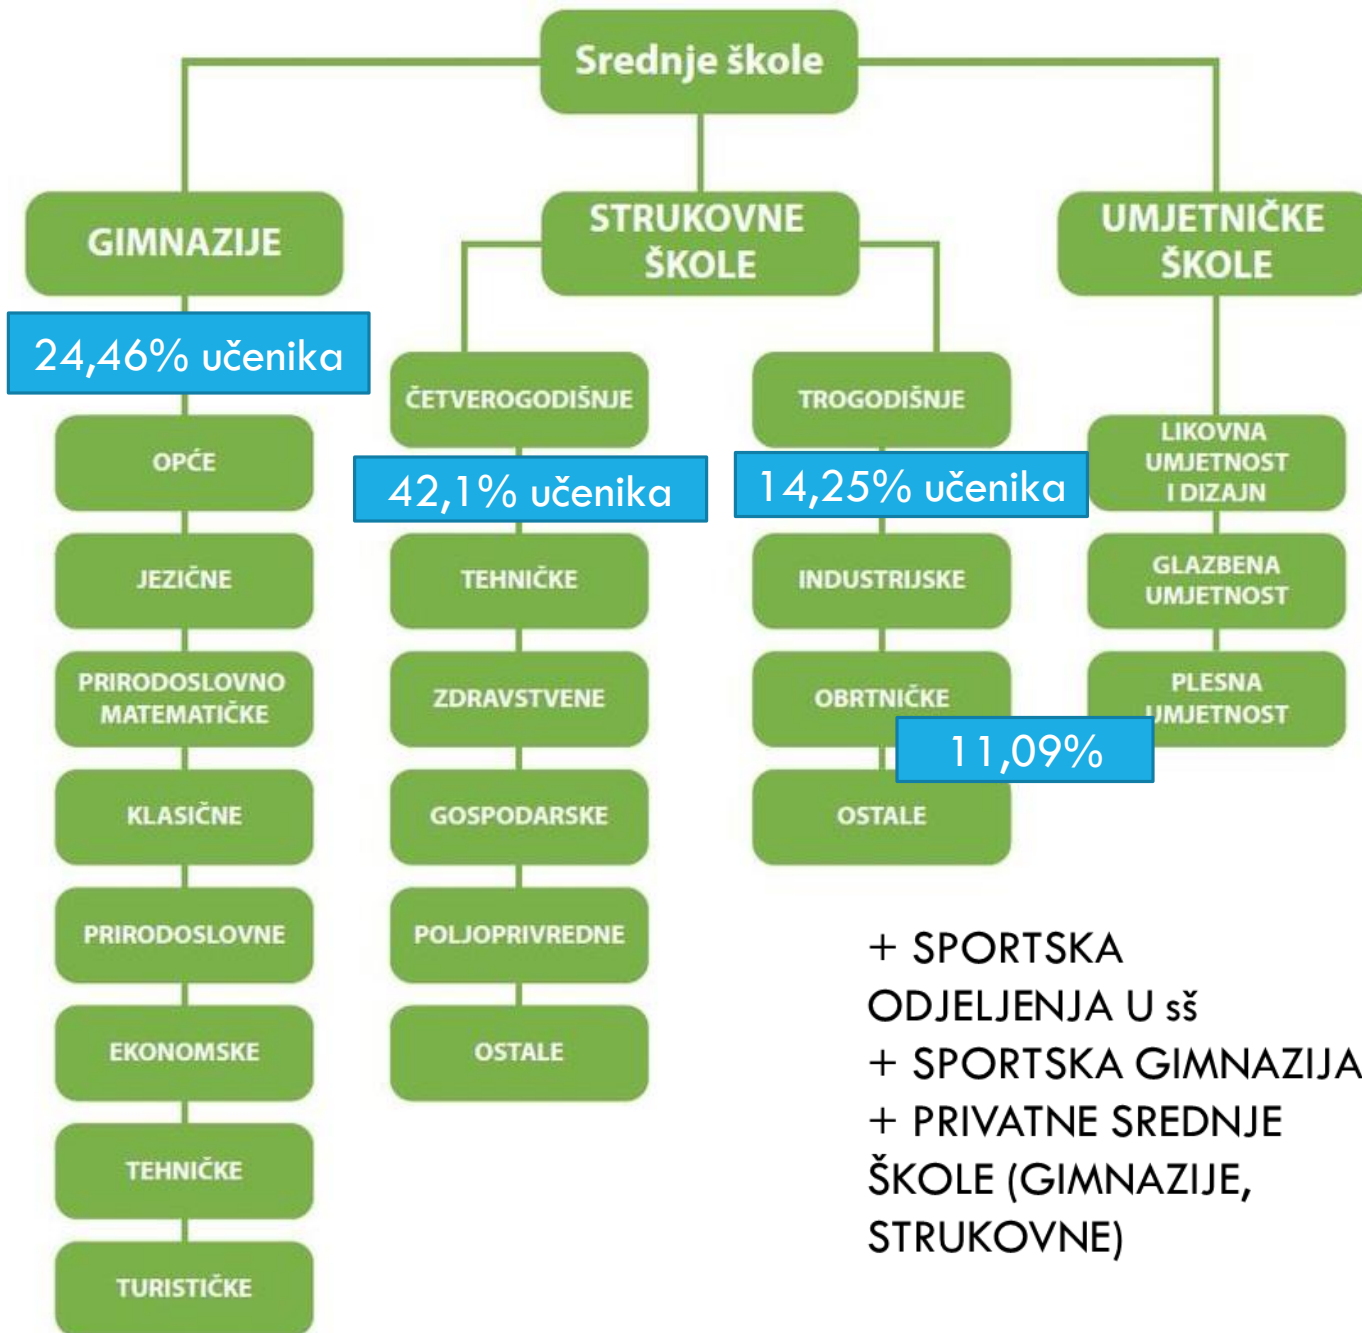 Srednje škole
GIMNAZIJE
24,46% učenika
OPĆE
JEZIČNE
PRIRODOSLOVNO
MATEMATIČKE
KLASIČNE
PRIRODOSLOVNE
EKONOMSKE
TEHNIČKE
TURISTIČKE
STRUKOVNE
ŠKOLE
ČETVEROGODIŠNJE
42,1% učenika
TEHNIČKE
ZDRAVSTVENE
GOSPODARSKE
POLJOPRIVREDNE
OSTALE
TROGODIŠNJE
14,25% učenika
INDUSTRIJSKE
OBRTNIČKE
11,09%
OSTALE
UMJETNIČKE
ŠKOLE
LIKOVNA
UMJETNOST
I DIZAJN
GLAZBENA
UMJETNOST
PLESNA
UMJETNOST
+ SPORTSKA
ODJELJENJA U sš
+ SPORTSKA GIMNAZIJA
+ PRIVATNE SREDNJE
ŠKOLE (GIMNAZIJE,
STRUKOVNE)